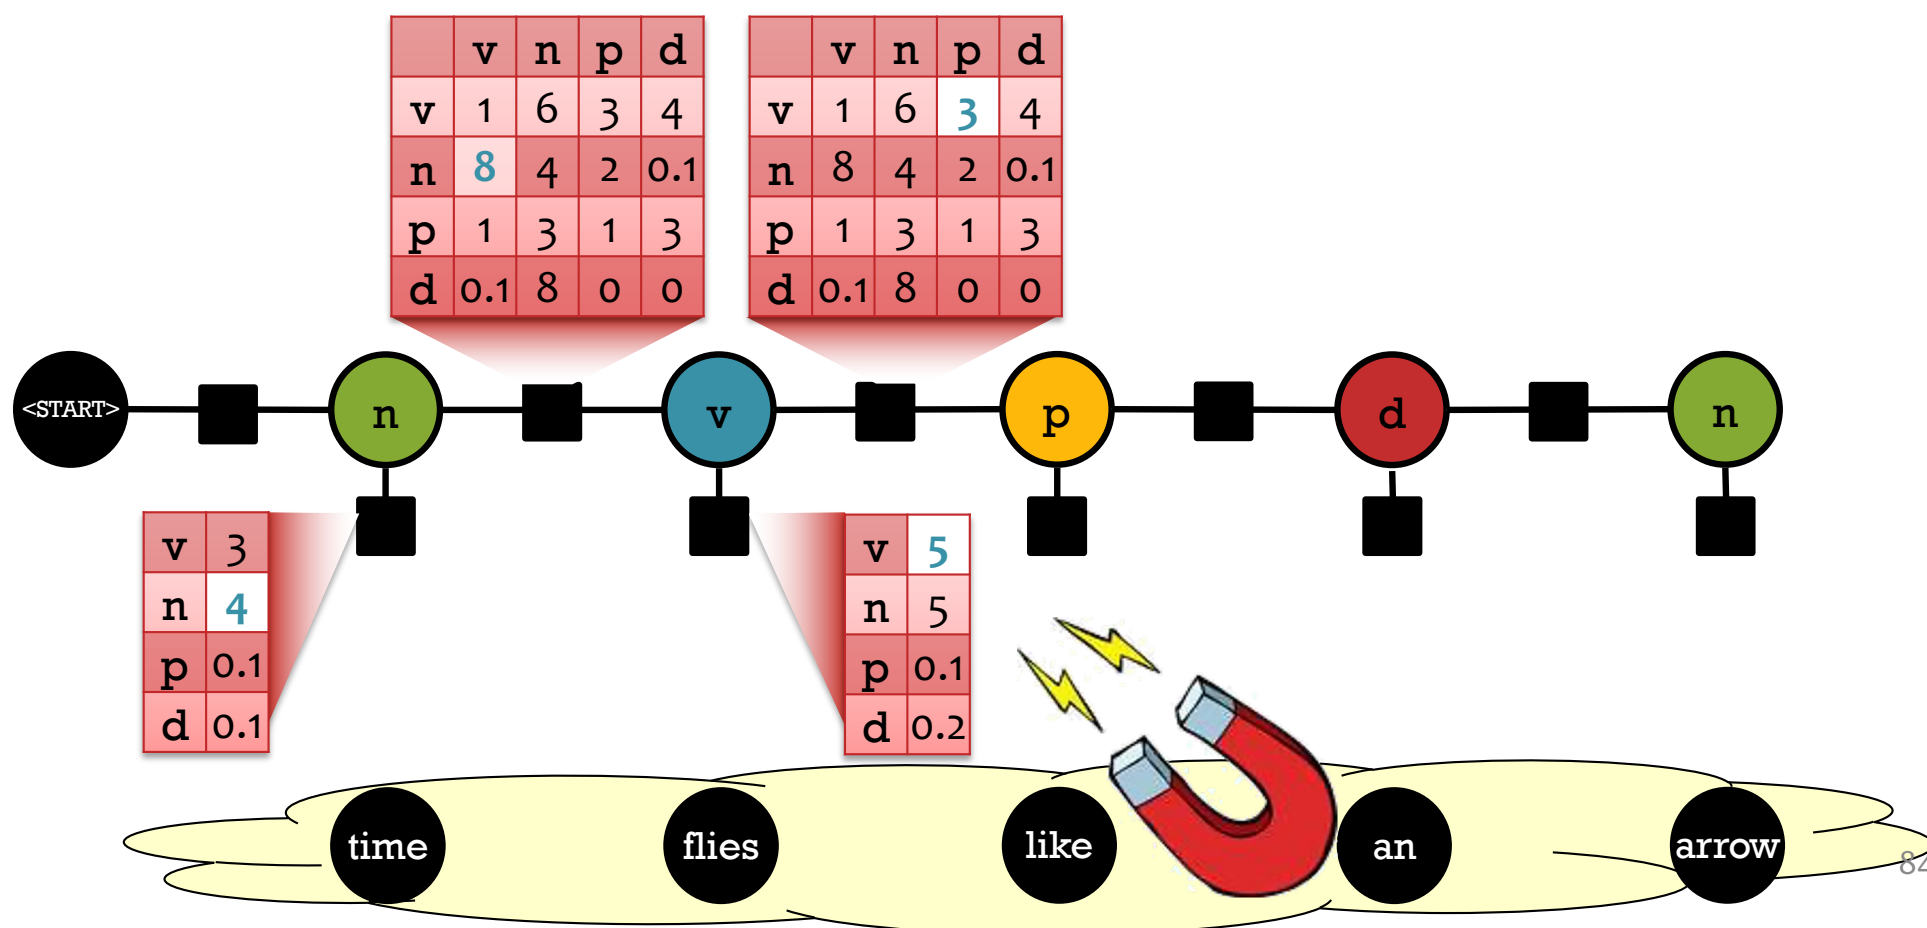 v n p d
v 1 6 3 4
n 8 4 2 0.1
p 1 3 1 3
d 0.1 8 0 0
v n p d
v 1 6 3 4
n 8 4 2 0.1
p 1 3 1 3
d 0.1 8 0 0
<START> n v p d n
v 3
n 4
p 0.1
d 0.1
v 5
n 5
p 0.1
d 0.2
time flies like an arrow
84